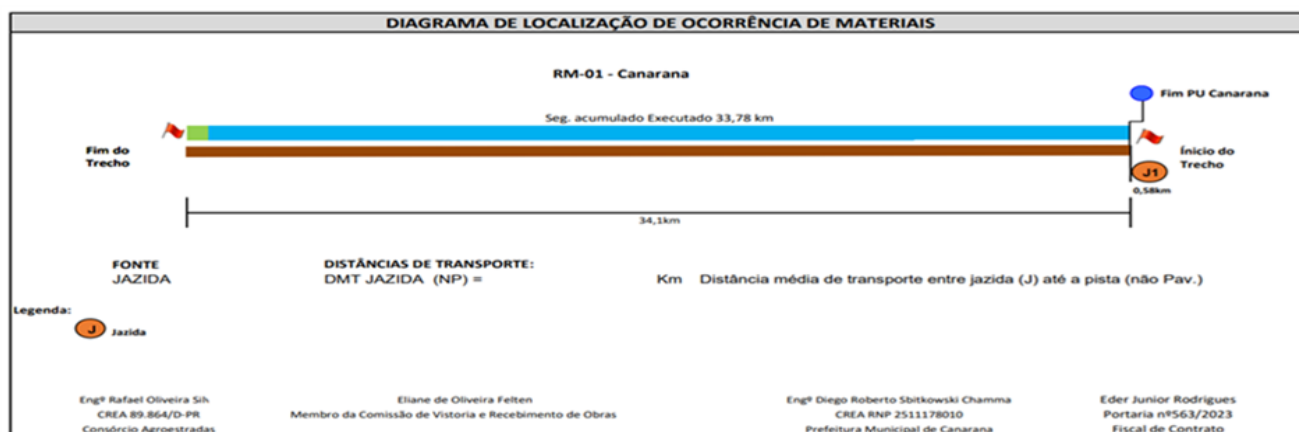 DIAGRAMA DE LOCALIZAÇÃO DE OCORRÊNCIA DE MATERIAIS
RM-01 - Canarana
Fim PU Canarana
Seg. acumulado Executado 33,78 km
Fim do
Trecho
Ínicio do
Trecho
J1
0,58km
34,1km
FONTE
JAZIDA
DISTÂNCIAS DE TRANSPORTE:
DMT JAZIDA (NP) = Km Distância média de transporte entre jazida (J) até a pista (não Pav.)
Legenda:
J Jazida
Engº Rafael Oliveira
CREA 89.864/D-PR
Consórcio Agroestradas
Eliane de Oliveira Felten
Membro da Comissão de Vistoria e Recebimento de Obras
Engº Diego Roberto Sbitkowski Chamma
CREA RNP 2511178010
Prefeitura Municipal de Canarana
Eder Junior Rodrigues
Portaria nº563/2023
Fiscal de Contrato